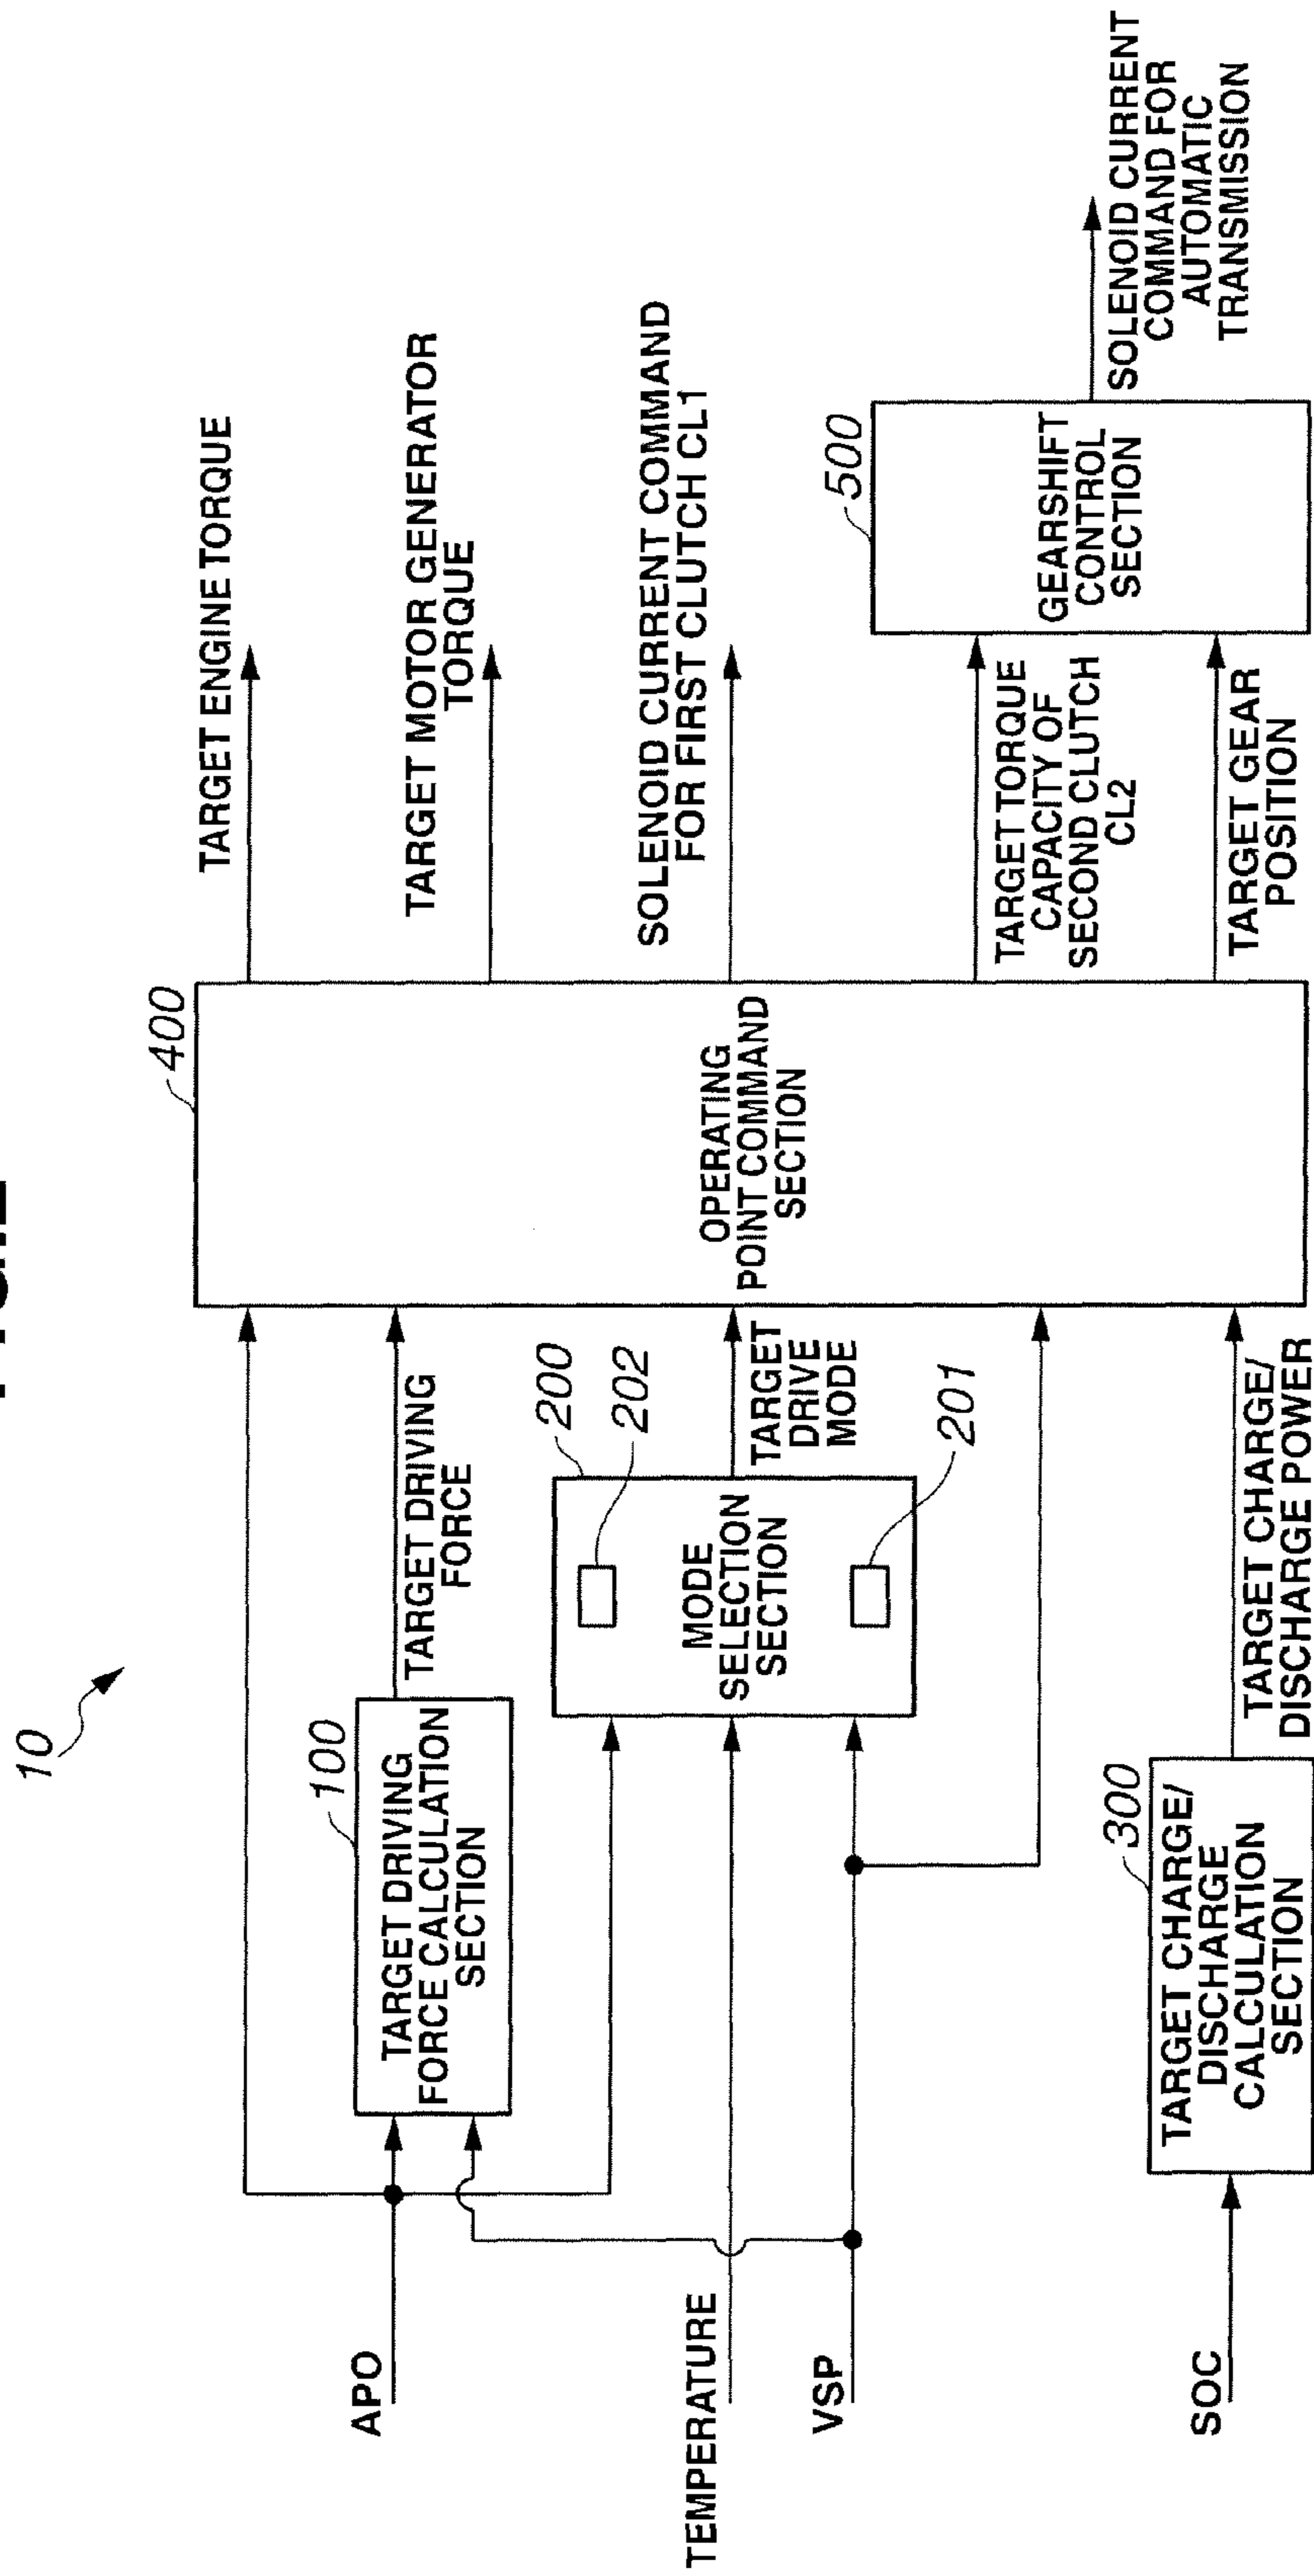 10
APO
TEMPERATURE
VSP
SOC
100
TARGET DRIVING
FORCE CALCULATION
SECTION
TARGET DRIVING
FORCE
200
202
MODE
SELECTION
SECTION
201
TARGET
DRIVE
MODE
300
TARGET CHARGE/
DISCHARGE
CALCULATION
SECTION
TARGET CHARGE/
DISCHARGE POWER
400
OPERATING
POINT COMMAND
SECTION
TARGET ENGINE TORQUE
TARGET MOTOR GENERATOR
TORQUE
SOLENOID CURRENT COMMAND
FOR FIRST CLUTCH CL1
TARGET TORQUE
CAPACITY OF
SECOND CLUTCH
CL2
TARGET GEAR
POSITION
500
GEARSHIFT
CONTROL
SECTION
SOLENOID CURRENT
COMMAND FOR
AUTOMATIC
TRANSMISSION